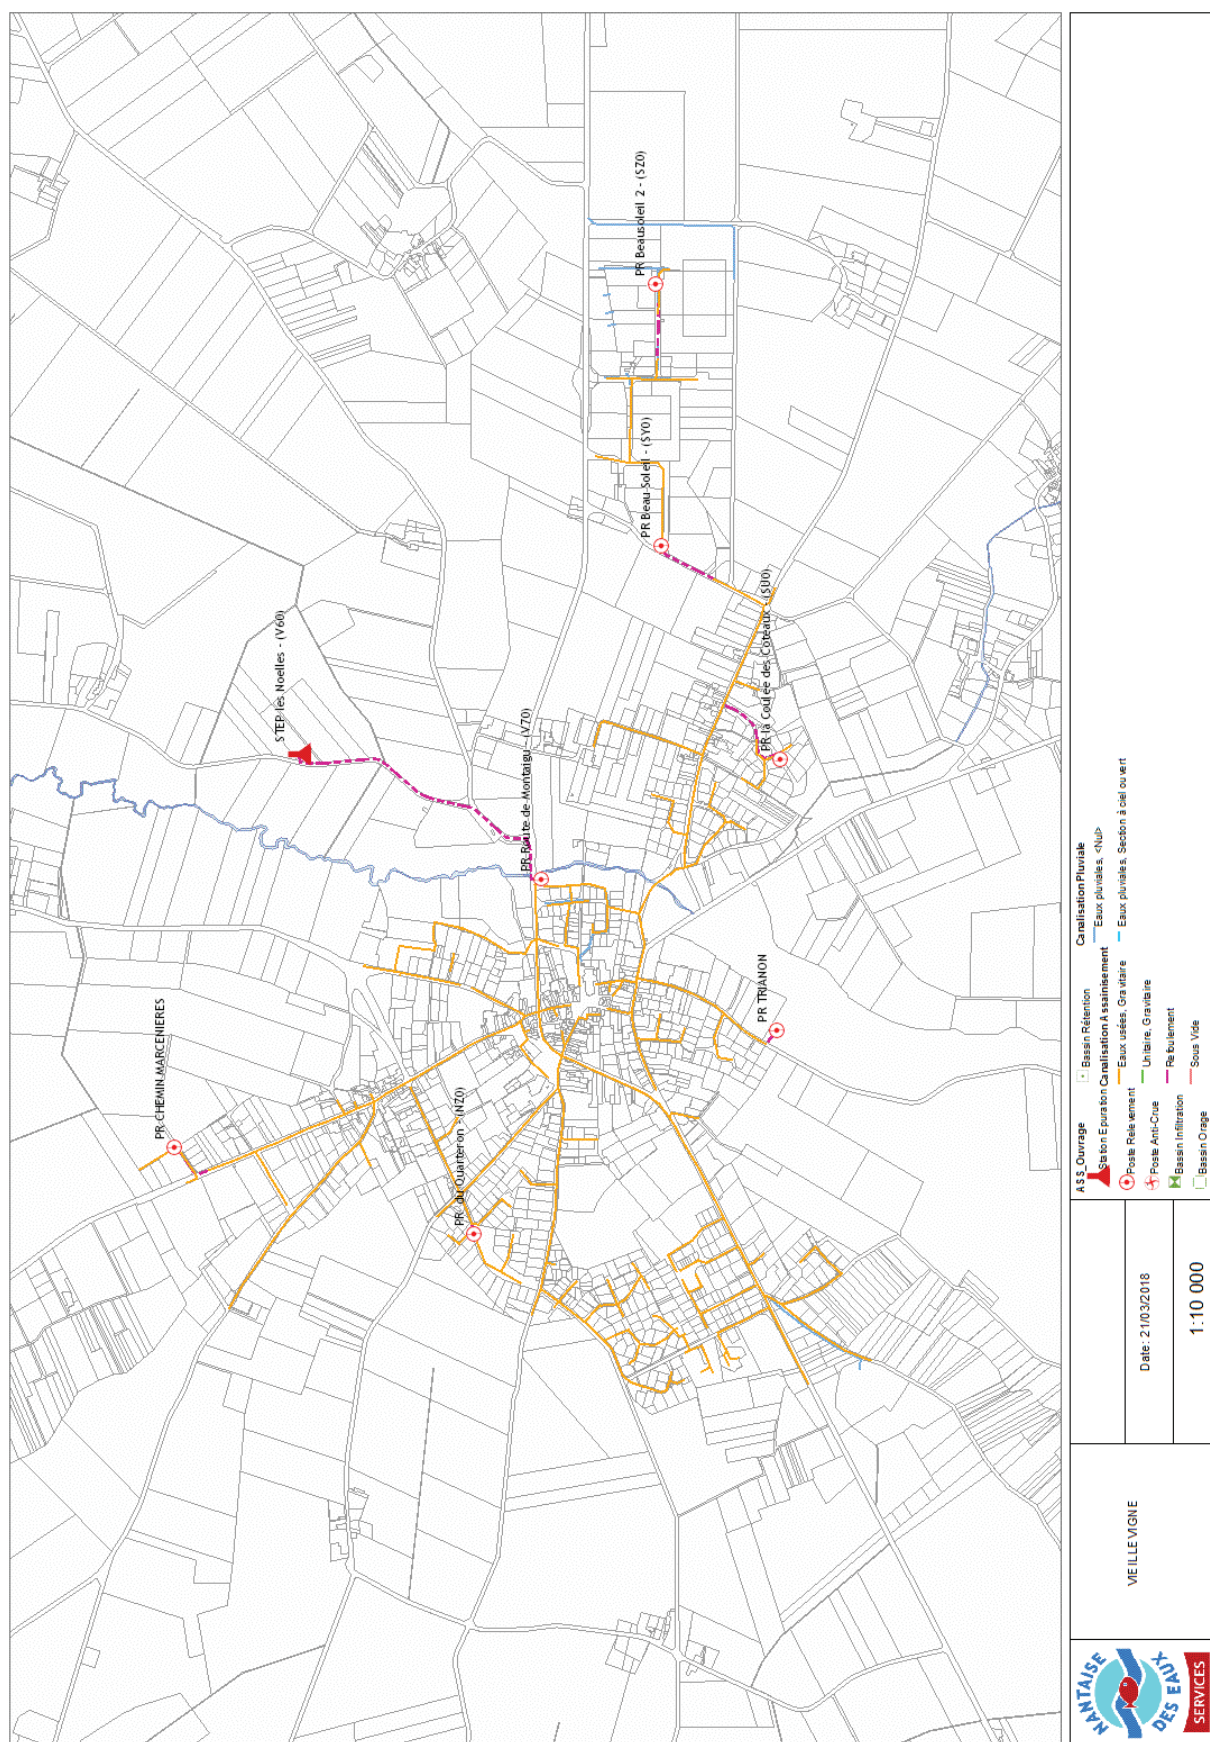 PR CHEMIN MARCENIERES
STEP les Noelles - (V60)
PR Beausoleil 2 - (SZ0)
PR du Quarteron - (NZ0)
PR Route de Montaigu - (V70)
PR Beau Soleil - (SY0)
PR TRIANON
PR la Coulée des Coteaux - (SU0)
NANTAISE
DES EAUX
SERVICES
VIEILLEVIGNE
Date : 21/03/2018
1:10 000
ASS_Ouvrage
Station Epuration
Poste Relevement
Poste Anti-Crue
Bassin Infiltration
Bassin Orage
Bassin Rétention
Canalisation Assainissement
Eaux usées, Gravitaire
Unitaire, Gravitaire
Refoulement
Sous Vide
Canalisation Pluviale
Eaux pluviales, <Nul>
Eaux pluviales, Section à ciel ouvert